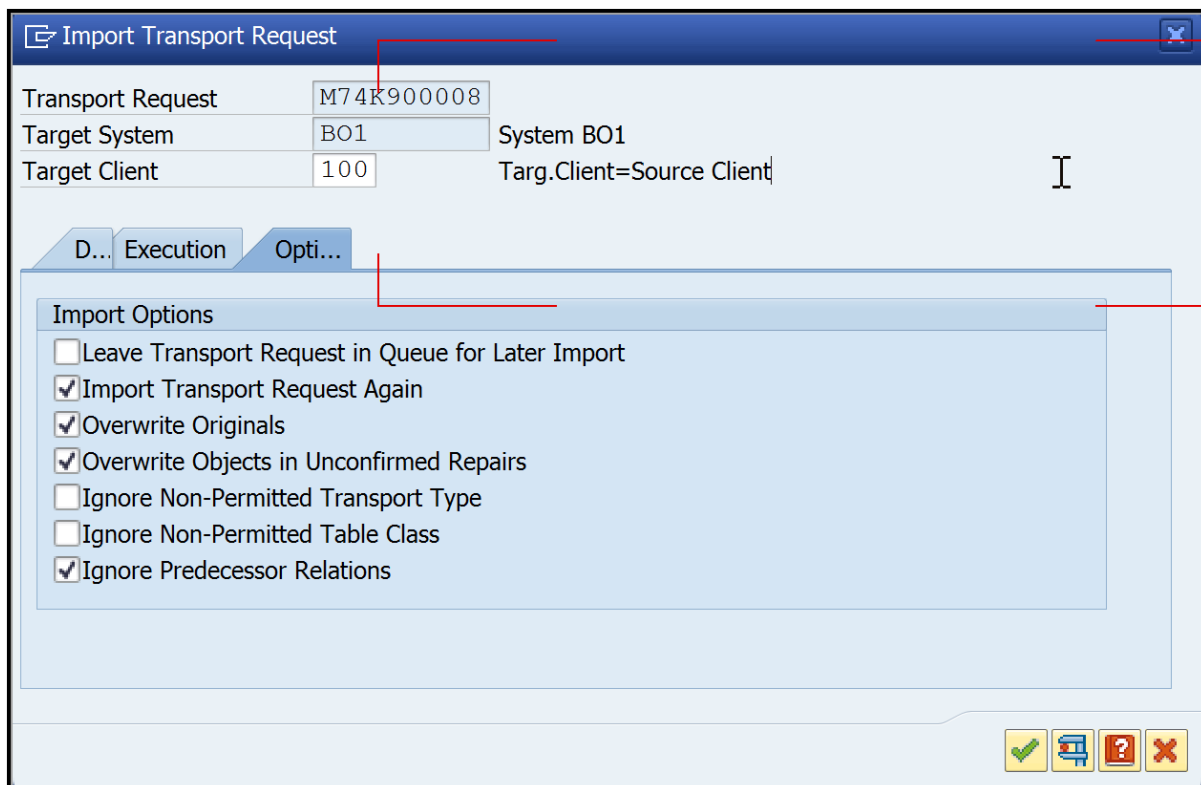 Import Transport Request
Transport Request M74K900008
Target System BO1 System BO1
Target Client 100 Targ.Client=Source Client
D... Execution Opti...
Import Options
Leave Transport Request in Queue for Later Import
Import Transport Request Again
Overwrite Originals
Overwrite Objects in Unconfirmed Repairs
Ignore Non-Permitted Transport Type
Ignore Non-Permitted Table Class
Ignore Predecessor Relations